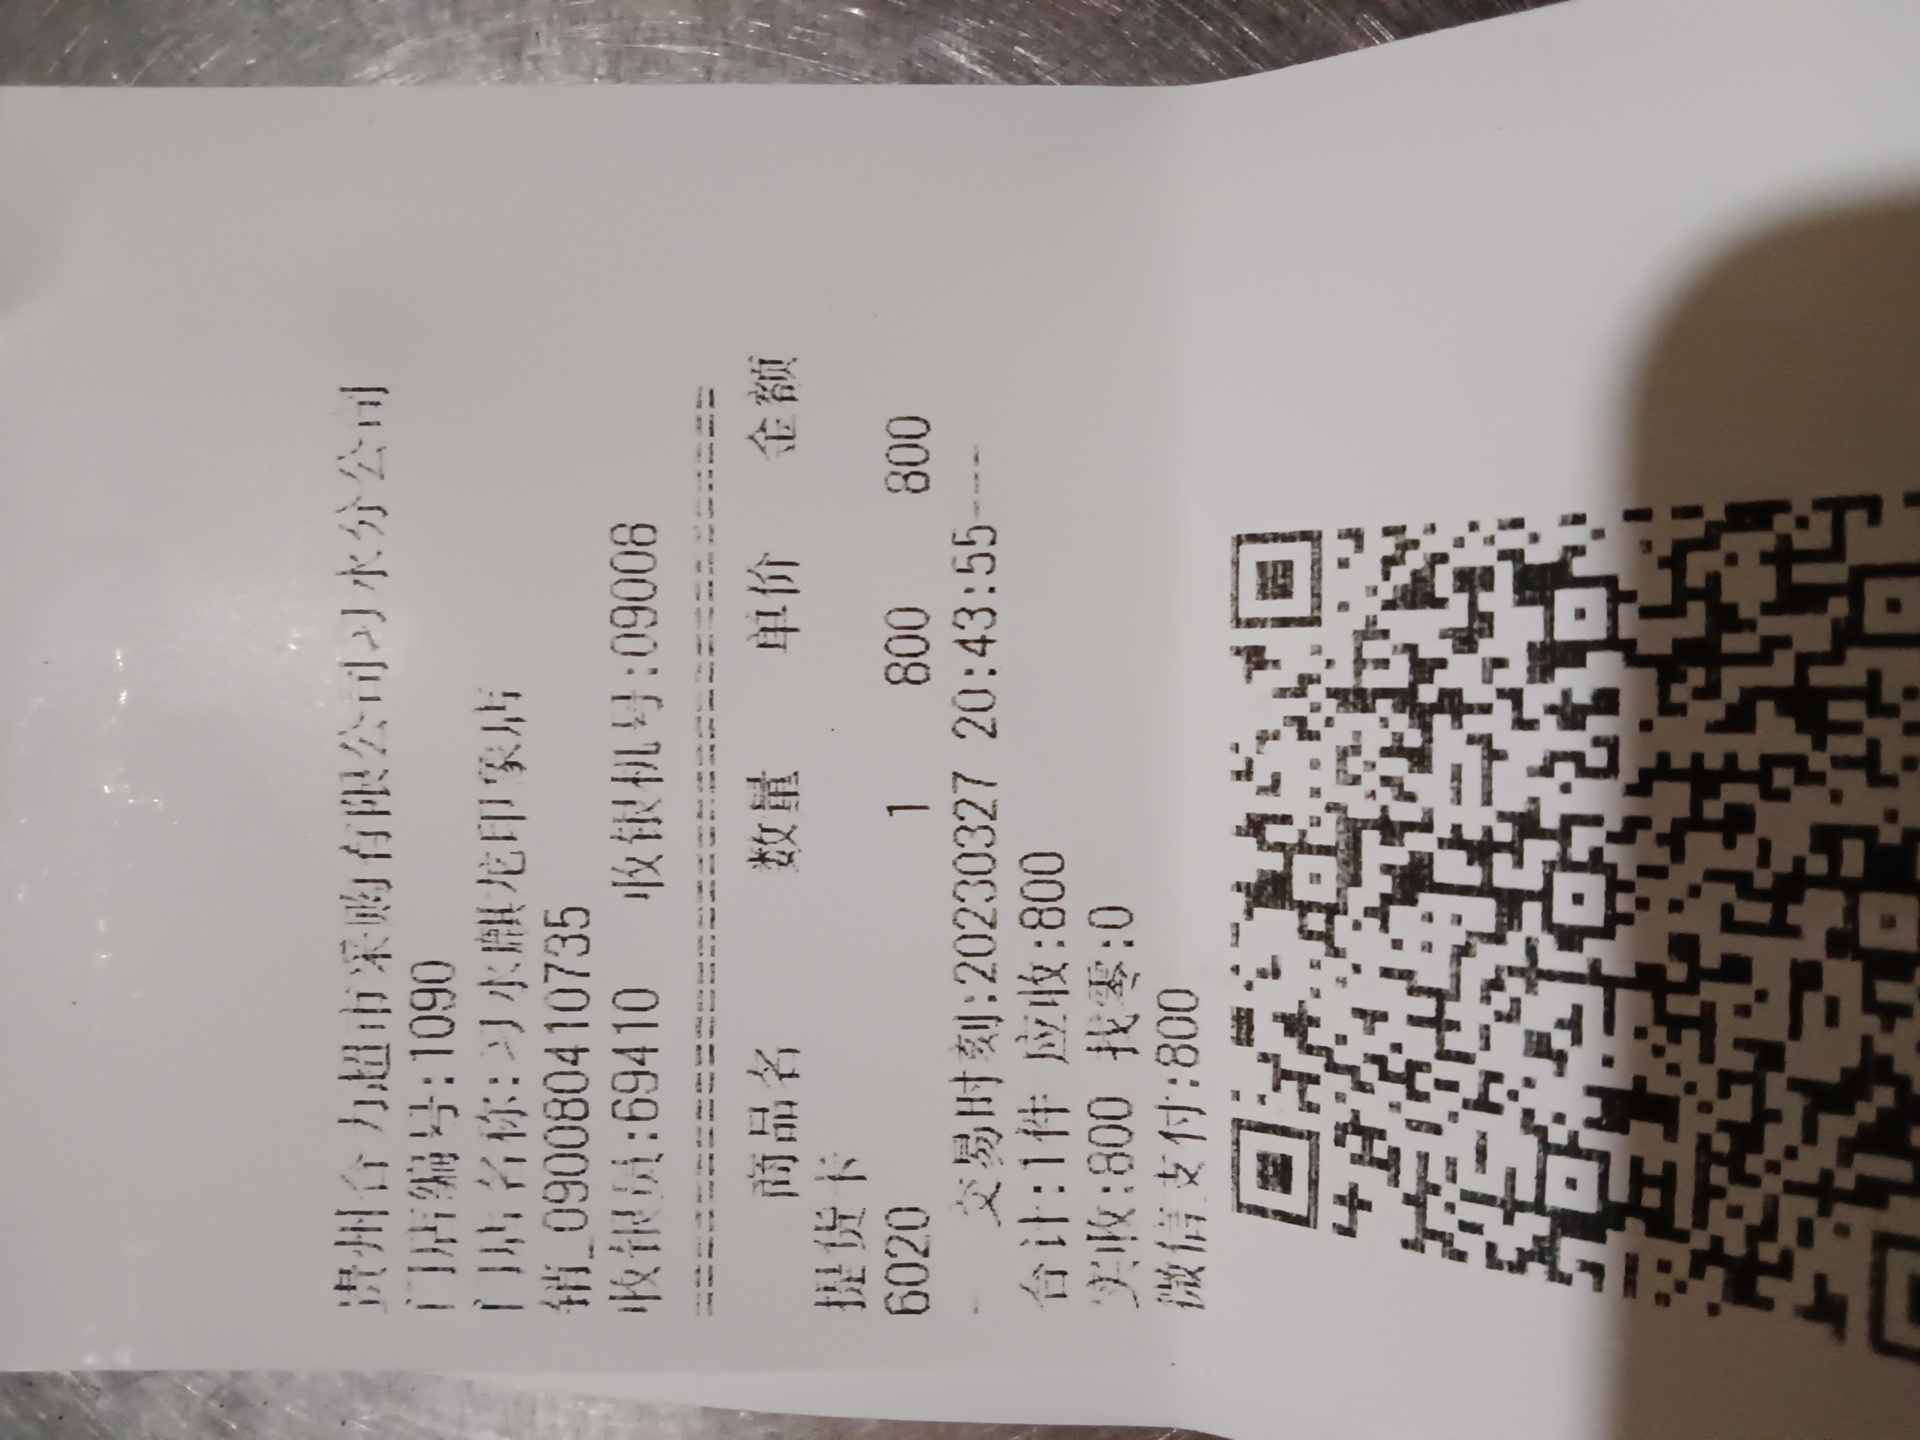 贵州合力超市采购有限公司习水分公司
门店编号:1090
门店名称:习水麒龙印象店
销_090080410735
收银员:69410 收银机号:09008
==========================================
商品名 数量 单价 金额
提货卡
6020 1 800 800
- 交易时刻:20230327 20:43:55---
合计:1件 应收:800
实收:800 找零:0
微信支付:800